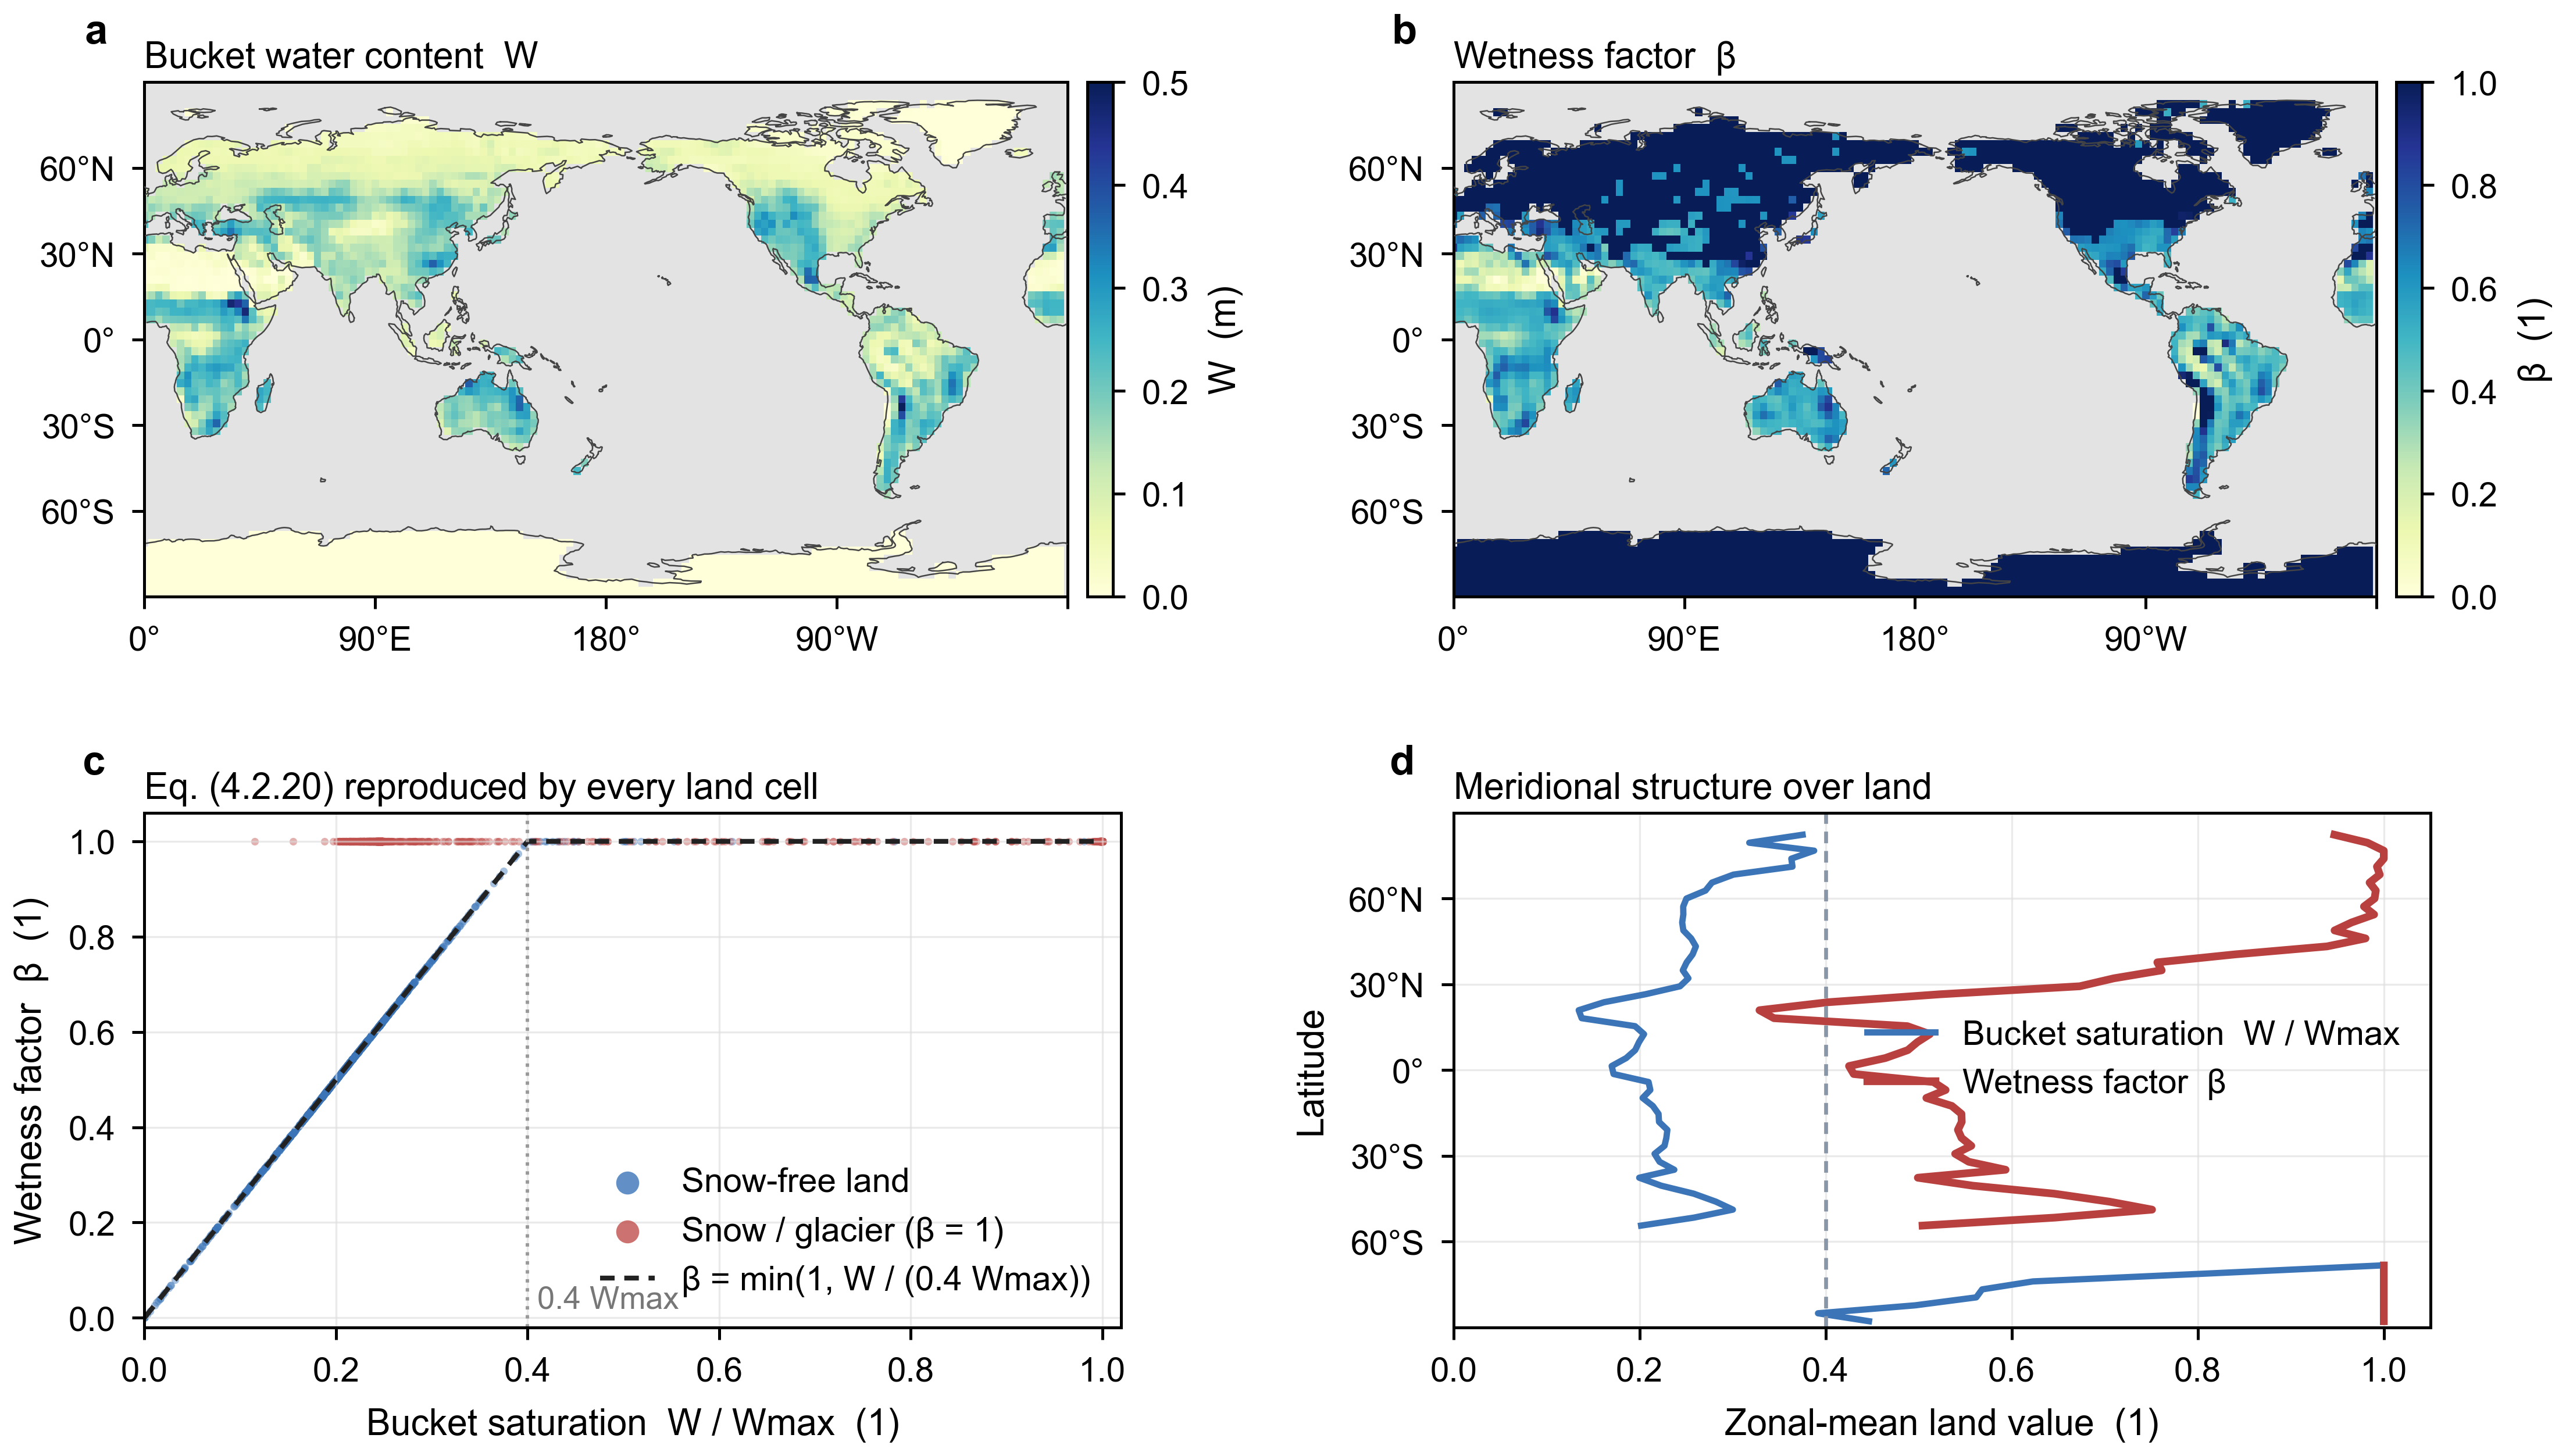 a
Bucket water content W
60°N
30°N
0°
30°S
60°S
0°
90°E
180°
90°W
0.5
0.4
0.3
0.2
0.1
0.0
W (m)
b
Wetness factor β
60°N
30°N
0°
30°S
60°S
0°
90°E
180°
90°W
1.0
0.8
0.6
0.4
0.2
0.0
β (1)
c
Eq. (4.2.20) reproduced by every land cell
Wetness factor β (1)
1.0
0.8
0.6
0.4
0.2
0.0
Snow-free land
Snow / glacier (β = 1)
β = min(1, W / (0.4 Wmax))
0.4 Wmax
0.0
0.2
0.4
0.6
0.8
1.0
Bucket saturation W / Wmax (1)
d
Meridional structure over land
Latitude
60°N
30°N
0°
30°S
60°S
Bucket saturation W / Wmax
Wetness factor β
0.0
0.2
0.4
0.6
0.8
1.0
Zonal-mean land value (1)